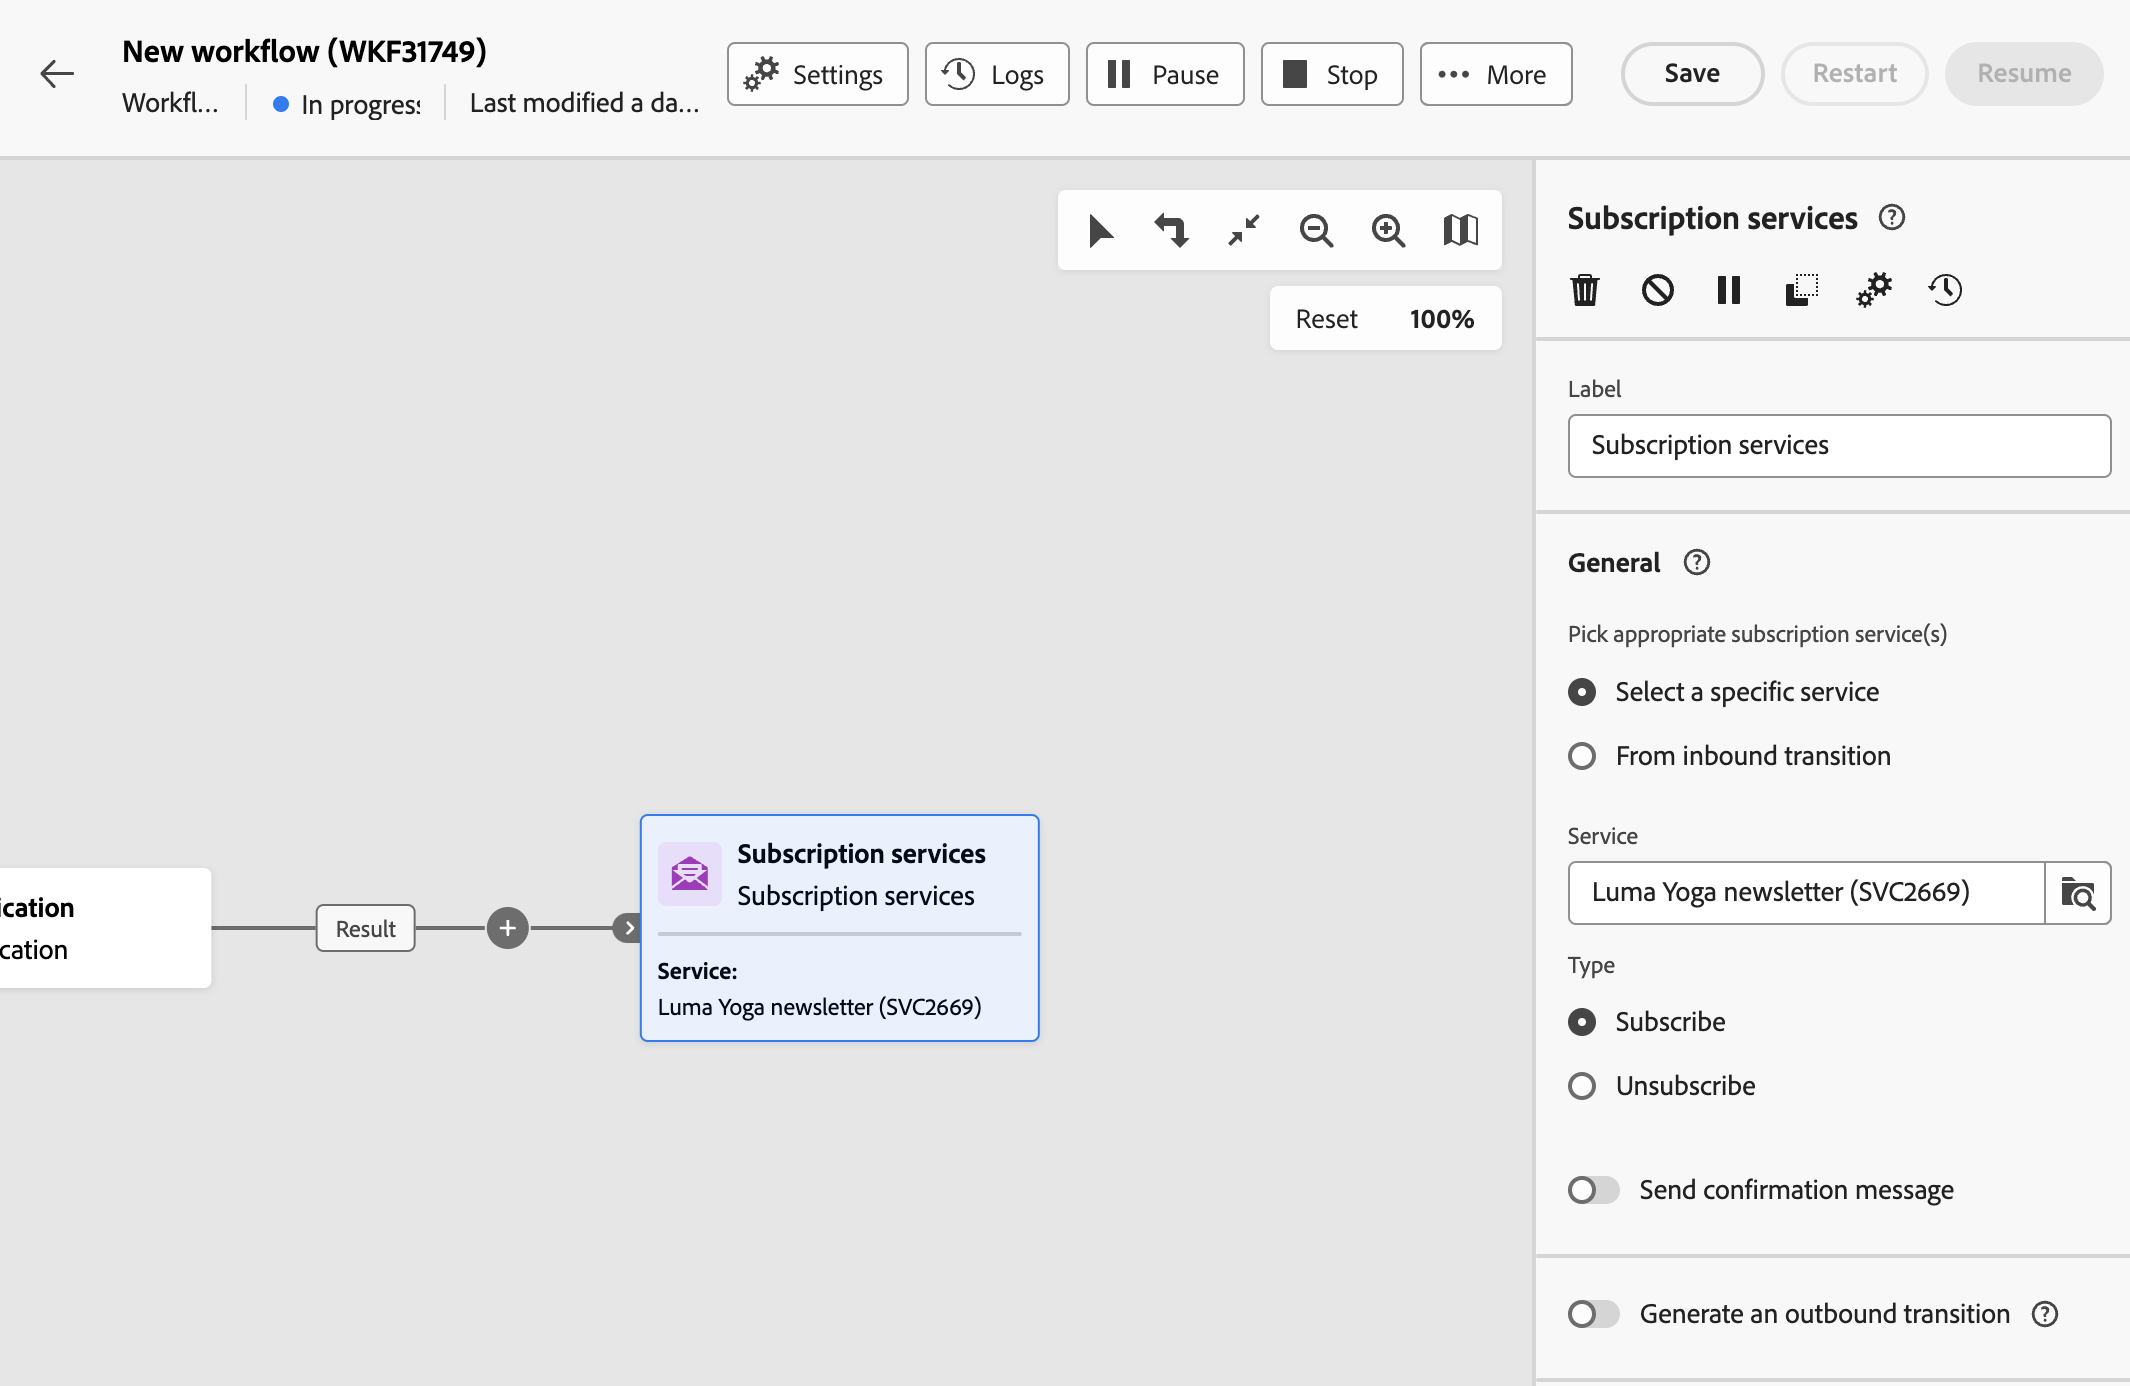 New workflow (WKF31749)
Workfl... In progress Last modified a da...
Settings Logs Pause Stop More Save Restart Resume
Reset 100%
ication
cation
Result
Subscription services
Subscription services
Service:
Luma Yoga newsletter (SVC2669)
Subscription services
Label
Subscription services
General
Pick appropriate subscription service(s)
Select a specific service
From inbound transition
Service
Luma Yoga newsletter (SVC2669)
Type
Subscribe
Unsubscribe
Send confirmation message
Generate an outbound transition